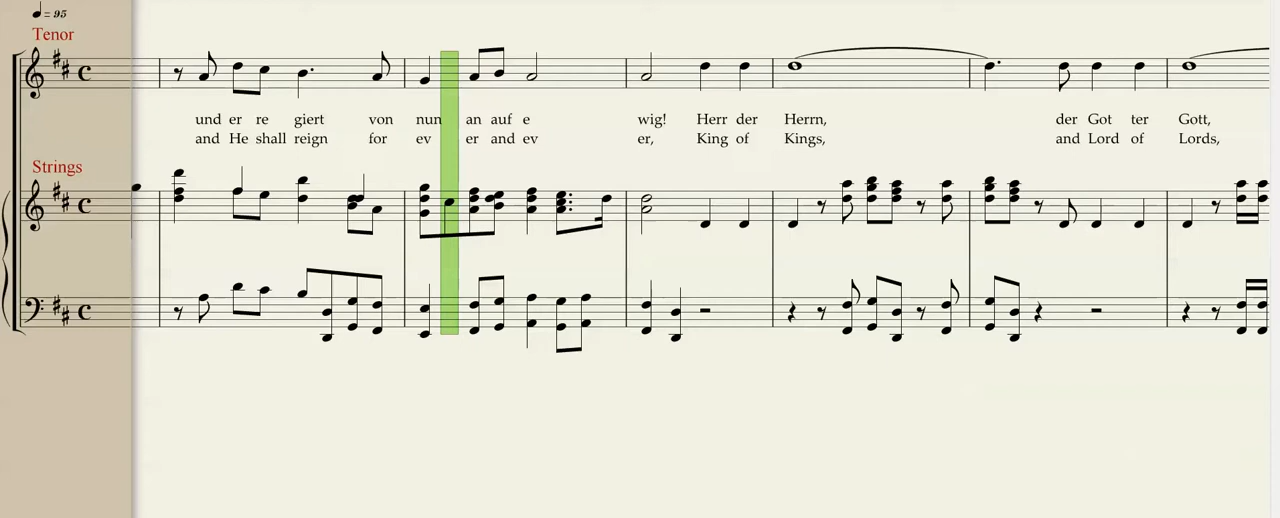 ♩ = 95
Tenor
und er re giert von nun an auf e wig! Herr der Herrn, der Got ter Gott,
and He shall reign for ev er and ev er, King of Kings, and Lord of Lords,
Strings